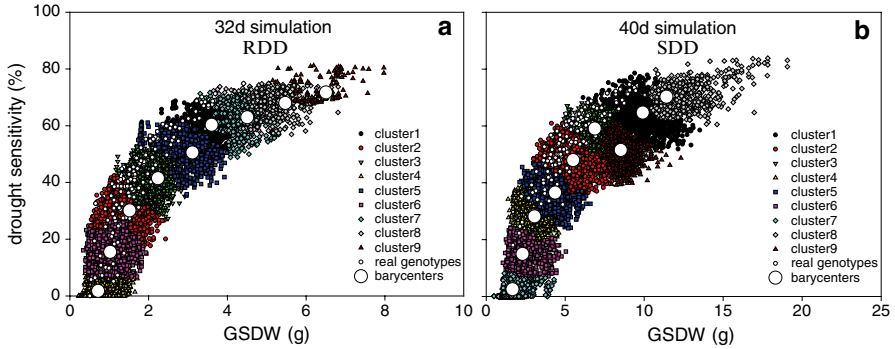 32d simulation
RDD
a
drought sensitivity (%)
100
80
60
40
20
0
0
2
4
6
8
10
GSDW (g)
cluster1
cluster2
cluster3
cluster4
cluster5
cluster6
cluster7
cluster8
cluster9
real genotypes
barycenters
40d simulation
SDD
b
0
5
10
15
20
25
GSDW (g)
cluster1
cluster2
cluster3
cluster4
cluster5
cluster6
cluster7
cluster8
cluster9
real genotypes
barycenters